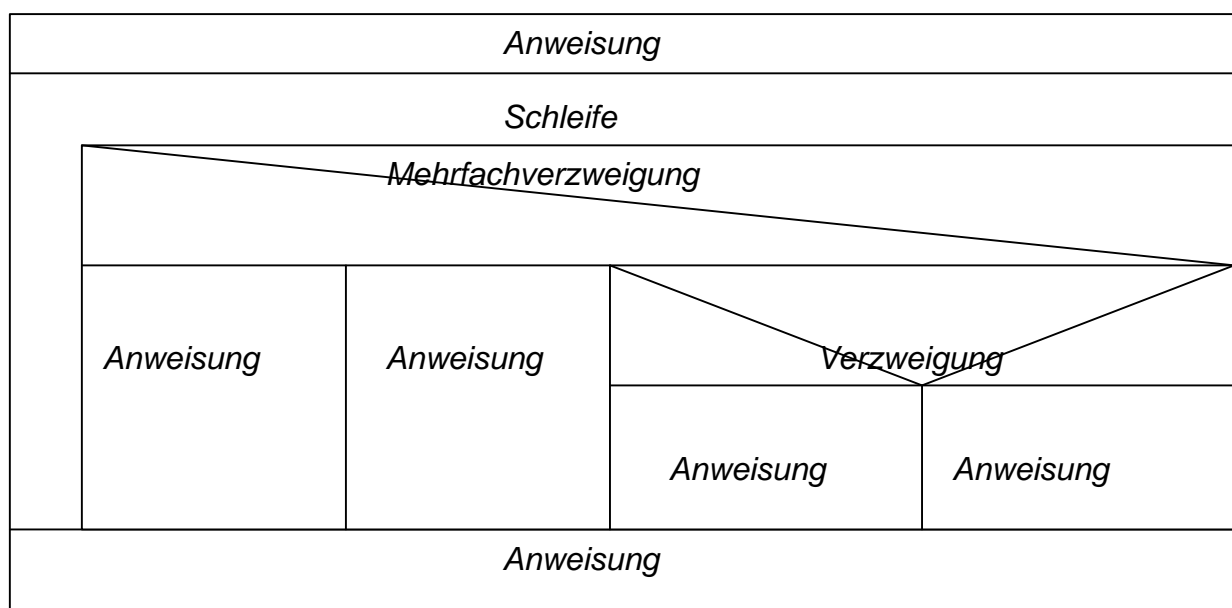 Anweisung
Schleife
Mehrfachverzweigung
Anweisung
Anweisung
Verzweigung
Anweisung
Anweisung
Anweisung